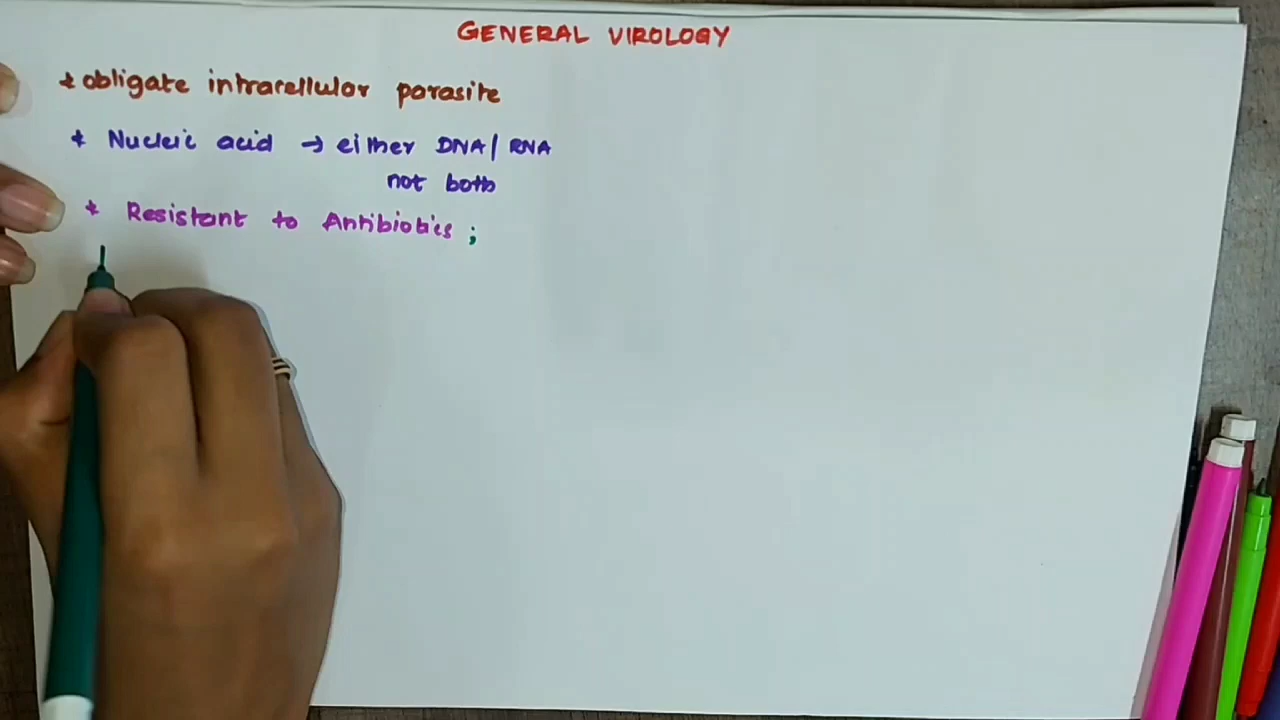 GENERAL VIROLOGY
* obligate intracellular parasite
* Nucleic acid → either DNA/ RNA
not both
* Resistant to Antibiotics ;